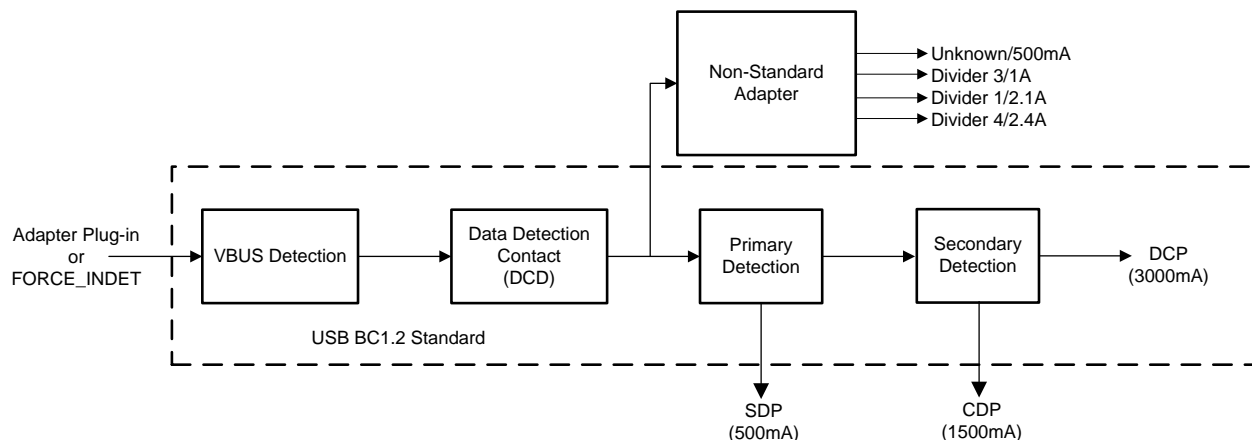 Non-Standard
Adapter
Unknown/500mA
Divider 3/1A
Divider 1/2.1A
Divider 4/2.4A
Adapter Plug-in
or
FORCE_INDET
VBUS Detection
Data Detection
Contact
(DCD)
Primary
Detection
Secondary
Detection
DCP
(3000mA)
USB BC1.2 Standard
SDP
(500mA)
CDP
(1500mA)